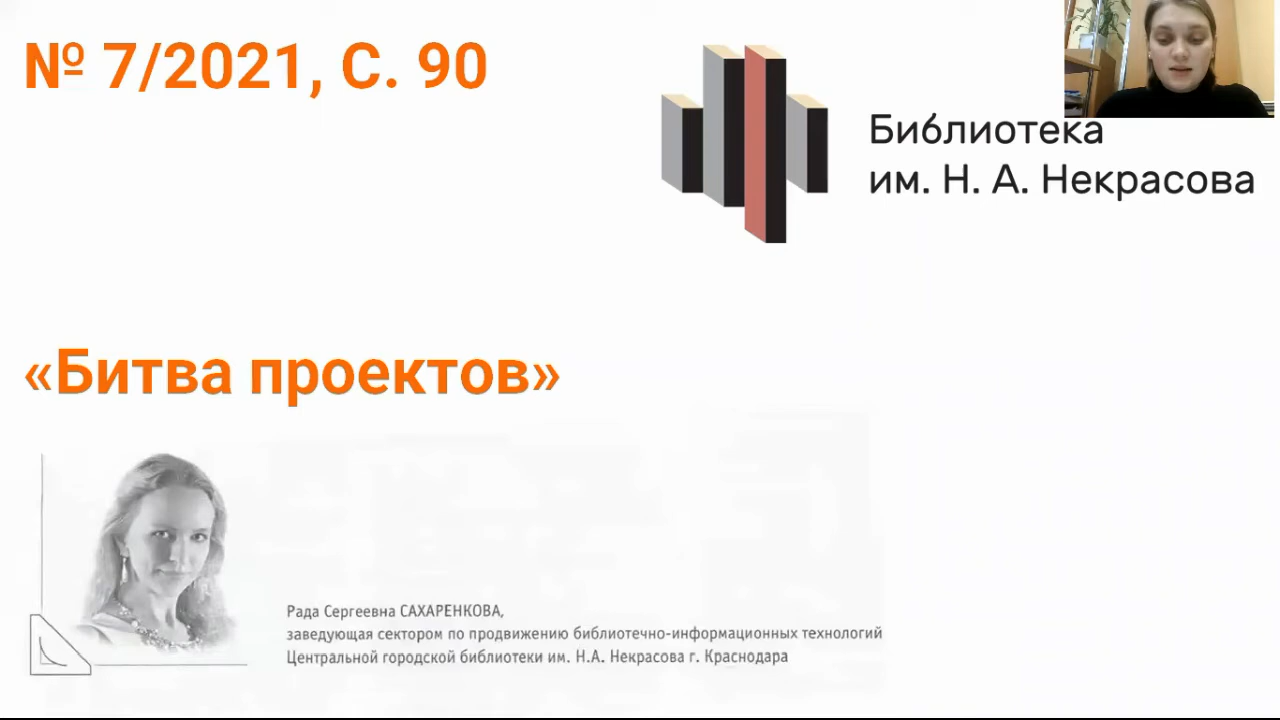 № 7/2021, С. 90
Библиотека
им. Н. А. Некрасова
«Битва проектов»
Рада Сергеевна САХАРЕНКОВА,
заведующая сектором по продвижению библиотечно-информационных технологий
Центральной городской библиотеки им. Н.А. Некрасова г. Краснодара